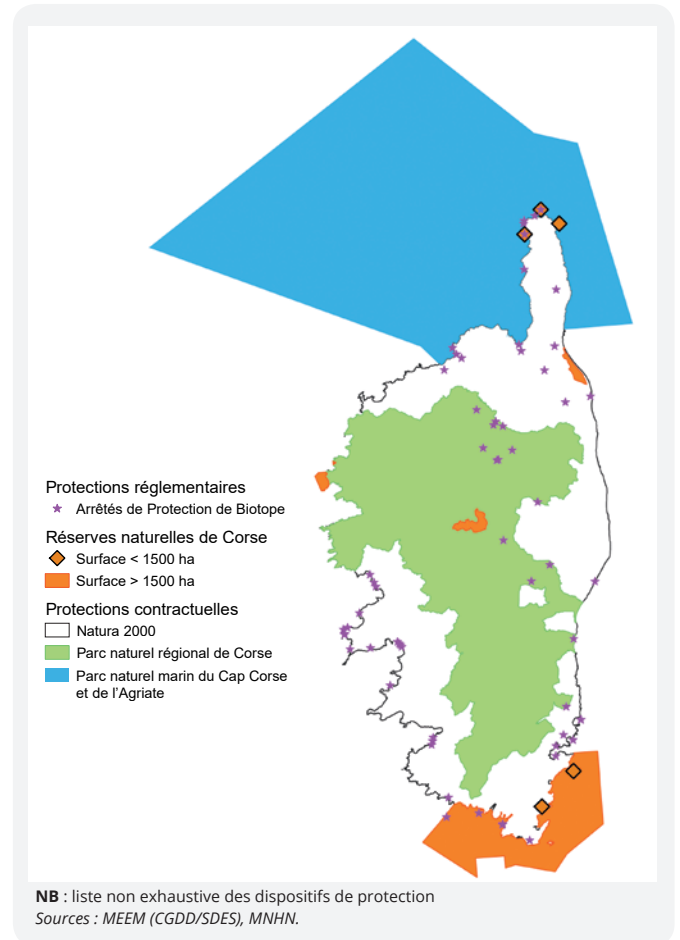 Protections réglementaires
Arrêtés de Protection de Biotope
Réserves naturelles de Corse
Surface < 1500 ha
Surface > 1500 ha
Protections contractuelles
Natura 2000
Parc naturel régional de Corse
Parc naturel marin du Cap Corse
et de l'Agriate
NB : liste non exhaustive des dispositifs de protection
Sources : MEEM (CGDD/SDES), MNHN.